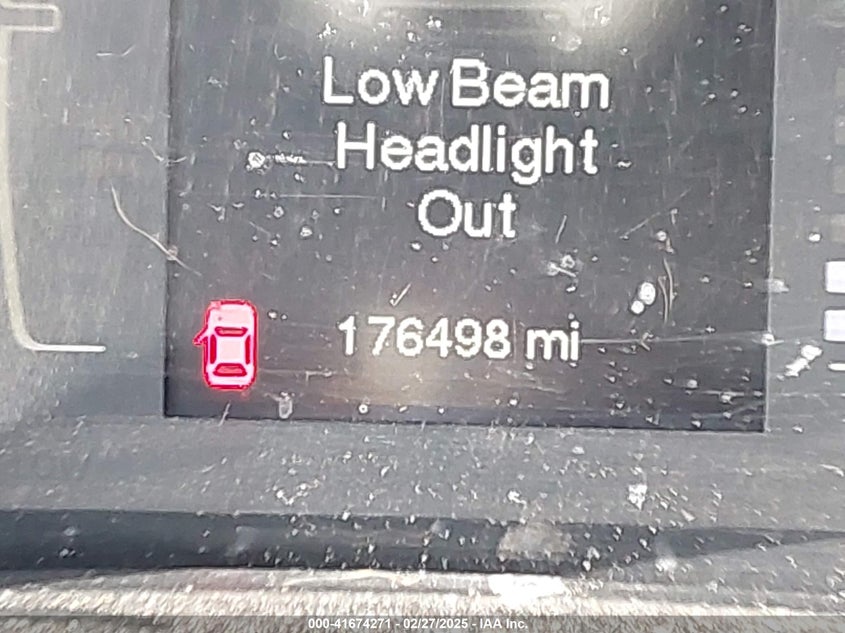 Low Beam
Headlight
Out
176498 mi
000-41674271 - 02/27/2025 - IAA Inc.